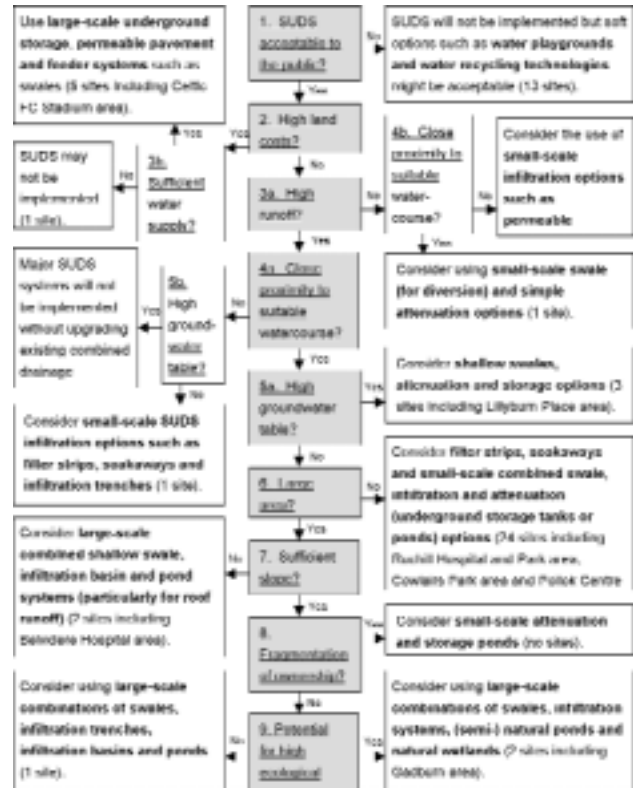 Use large-scale underground
storage, permeable pavement
and feeder systems such as
swales (5 sites including Celtic
FC Stadium area).
1. SUDS
acceptable to
the public?
No
SUDS will not be implemented but soft
options such as water playgrounds
and water recycling technologies
might be acceptable (13 sites).
Yes
2. High land
costs?
Yes
Yes
No
SUDS may
not be
implemented
(1 site).
No
3b.
Sufficient
water
supply?
3a. High
runoff?
No
4b. Close
proximity to
suitable
water-
course?
No
Consider the use of
small-scale
infiltration options
such as
permeable
Yes
Yes
Major SUDS
systems will not
be implemented
without upgrading
existing combined
drainage
Yes
5b.
High
ground-
water
table?
No
4a. Close
proximity to
suitable
watercourse?
Consider using small-scale swale
(for diversion) and simple
attenuation options (1 site).
No
Yes
Consider small-scale SUDS
infiltration options such as
filter strips, soakaways and
infiltration trenches (1 site).
5a. High
groundwater
table?
Yes
Consider shallow swales,
attenuation and storage options (3
sites including Lillyburn Place area).
No
6. Large
area?
No
Consider filter strips, soakaways
and small-scale combined swale,
infiltration and attenuation
(underground storage tanks or
ponds) options (24 sites including
Ruchill Hospital and Park area,
Cowlairs Park area and Pollok Centre
Yes
Consider large-scale
combined shallow swale,
infiltration basin and pond
systems (particularly for roof
runoff) (2 sites including
Belvidere Hospital area).
No
7. Sufficient
slope?
Yes
8.
Fragmentation
of ownership?
Yes
Consider small-scale attenuation
and storage ponds (no sites).
No
Consider using large-scale
combinations of swales,
infiltration trenches,
infiltration basins and ponds
(1 site).
No
9. Potential
for high
ecological
Yes
Consider using large-scale
combinations of swales, infiltration
systems, (semi-) natural ponds and
natural wetlands (2 sites including
Gadburn area).